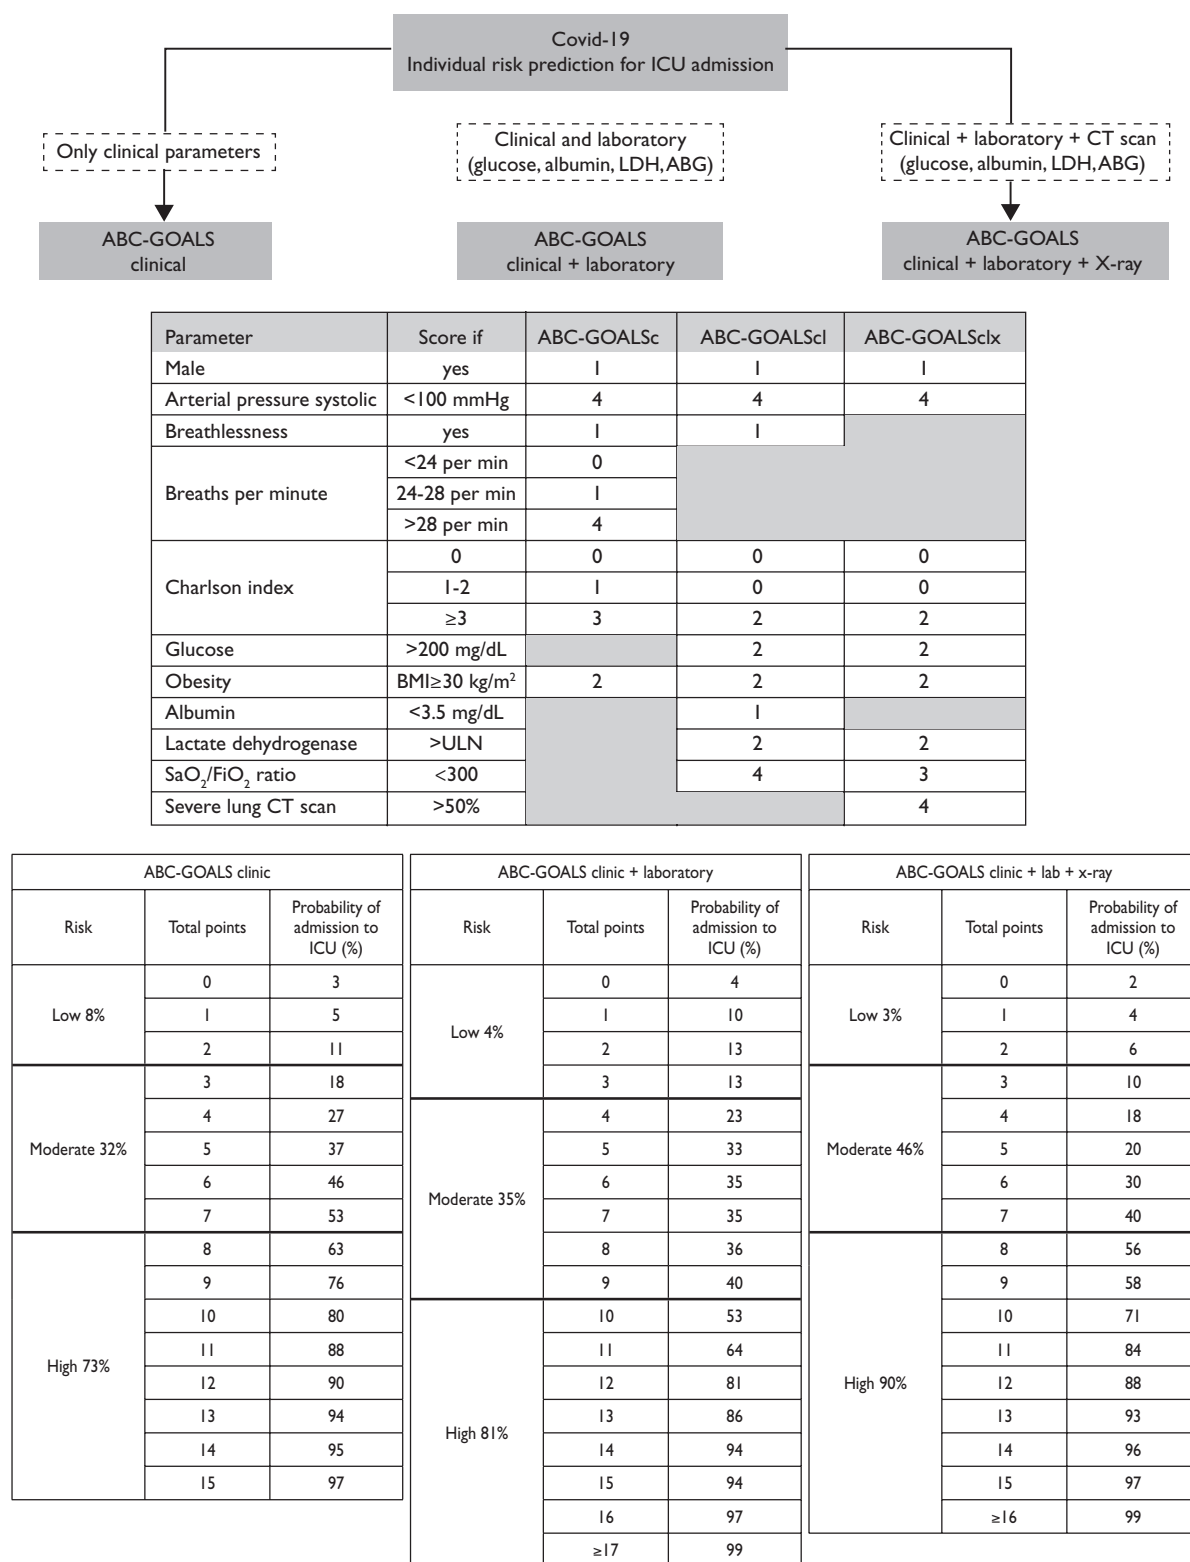 Covid-19
Individual risk prediction for ICU admission
Only clinical parameters
Clinical and laboratory
(glucose, albumin, LDH, ABG)
Clinical + laboratory + CT scan
(glucose, albumin, LDH, ABG)
ABC-GOALS
clinical
ABC-GOALS
clinical + laboratory
ABC-GOALS
clinical + laboratory + X-ray
Parameter Score if ABC-GOALSc ABC-GOALScl ABC-GOALSclx
Male yes 1 1 1
Arterial pressure systolic <100 mmHg 4 4 4
Breathlessness yes 1 1
Breaths per minute
<24 per min 0
24-28 per min 1
>28 per min 4
Charlson index
0 0 0 0
1-2 1 0 0
≥3 3 2 2
Glucose >200 mg/dL 2 2
Obesity BMI≥30 kg/m² 2 2 2
Albumin <3.5 mg/dL 1
Lactate dehydrogenase >ULN 2 2
SaO₂/FiO₂ ratio <300 4 3
Severe lung CT scan >50% 4
ABC-GOALS clinic
Risk Total points Probability of admission to ICU (%)
Low 8%
0 3
1 5
2 11
Moderate 32%
3 18
4 27
5 37
6 46
7 53
High 73%
8 63
9 76
10 80
11 88
12 90
13 94
14 95
15 97
ABC-GOALS clinic + laboratory
Risk Total points Probability of admission to ICU (%)
Low 4%
0 4
1 10
2 13
3 13
Moderate 35%
4 23
5 33
6 35
7 35
8 36
9 40
High 81%
10 53
11 64
12 81
13 86
14 94
15 94
16 97
≥17 99
ABC-GOALS clinic + lab + x-ray
Risk Total points Probability of admission to ICU (%)
Low 3%
0 2
1 4
2 6
Moderate 46%
3 10
4 18
5 20
6 30
7 40
High 90%
8 56
9 58
10 71
11 84
12 88
13 93
14 96
15 97
≥16 99